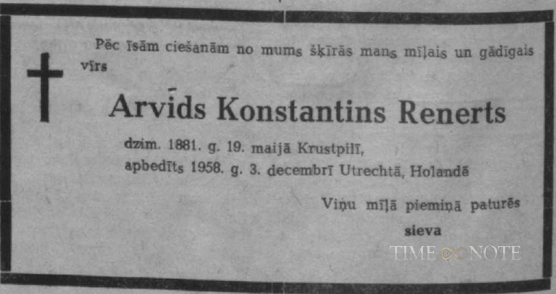 Pēc īsām ciešanām no mums šķīrās mans mīļais un gādīgais
vīrs
Arvīds Konstantins Renerts
dzim. 1881. g. 19. maijā Krustpilī,
apbedīts 1958. g. 3. decembrī Utrechtā, Holandē
Viņu mīļā piemiņā paturēs
sieva
TIME NOTE